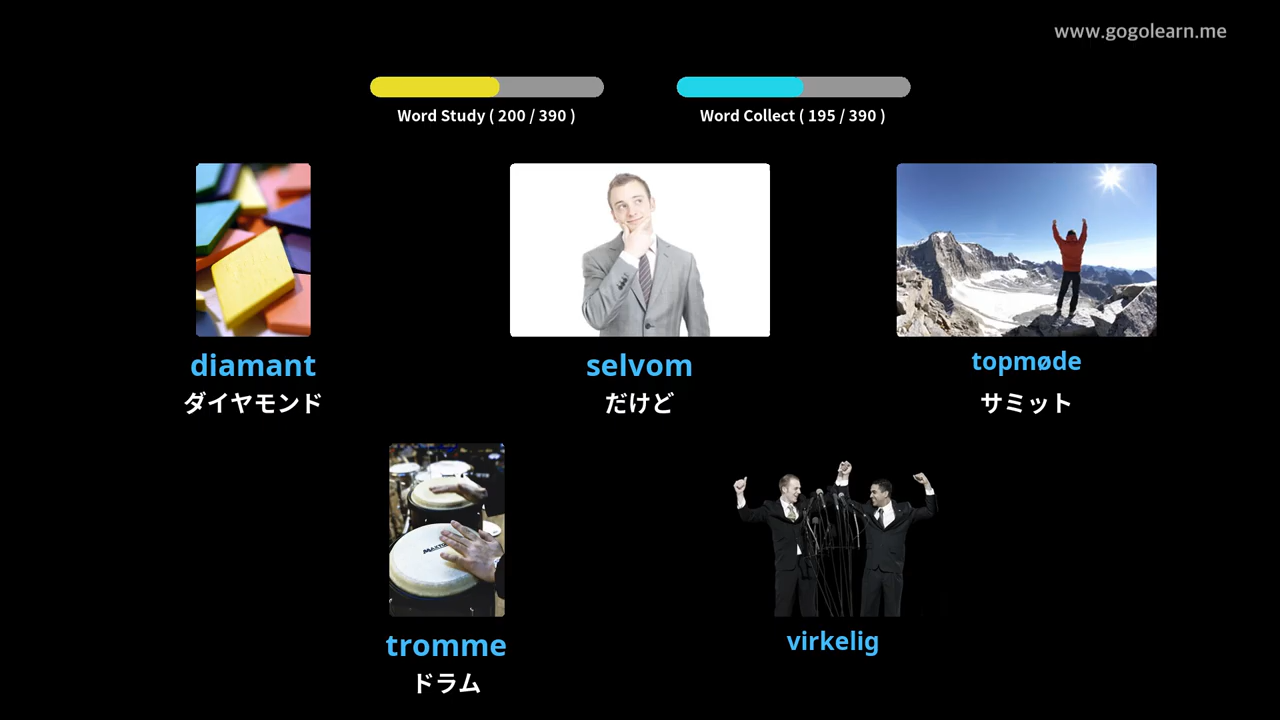 www.gogolearn.me
Word Study ( 200 / 390 )
Word Collect ( 195 / 390 )
diamant
ダイヤモンド
selvom
だけど
topmøde
サミット
tromme
ドラム
virkelig